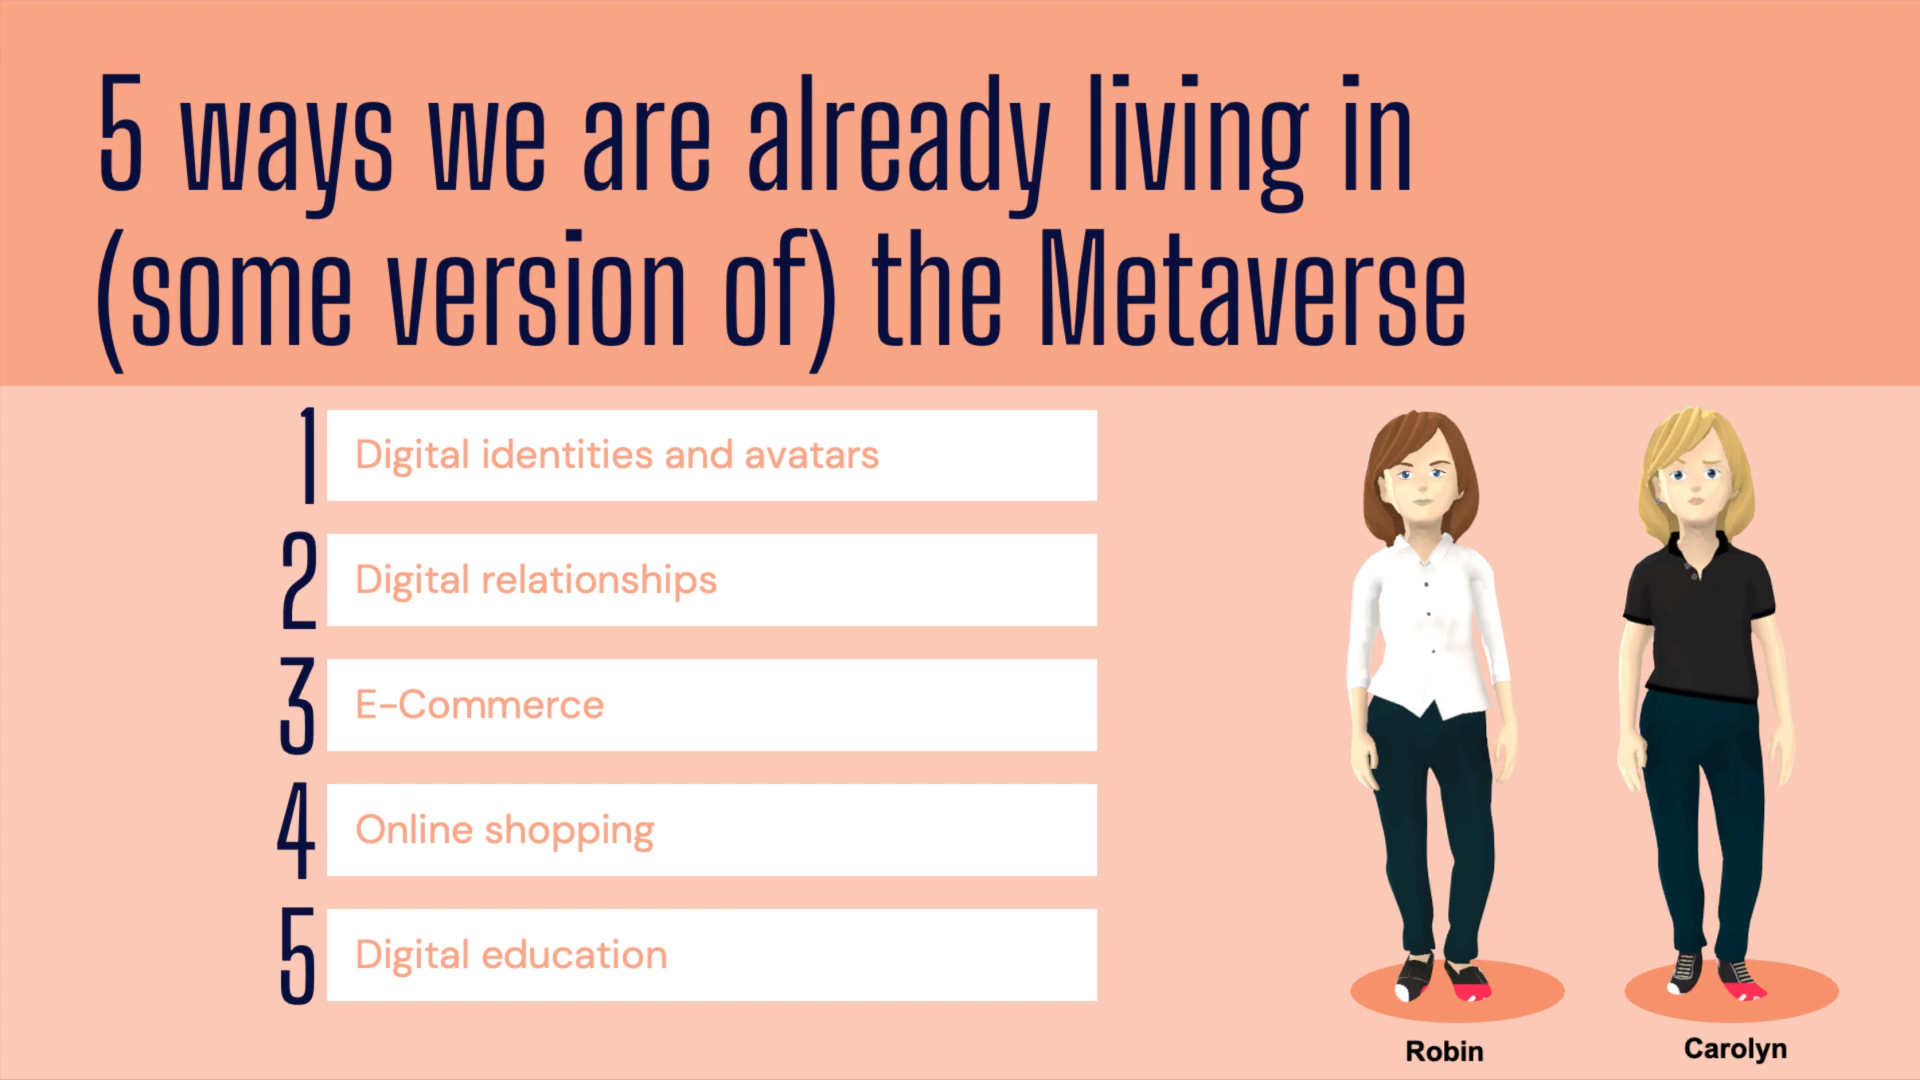 5 ways we are already living in
(some version of) the Metaverse
1 Digital identities and avatars
2 Digital relationships
3 E-Commerce
4 Online shopping
5 Digital education
Robin
Carolyn